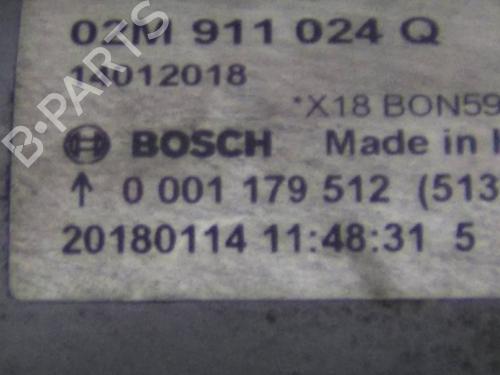 02M 911 024 Q
14012018
*X18 BON59
BOSCH Made in
↑ 0 001 179 512 (513
20180114 11:48:31 5
B-PARTS